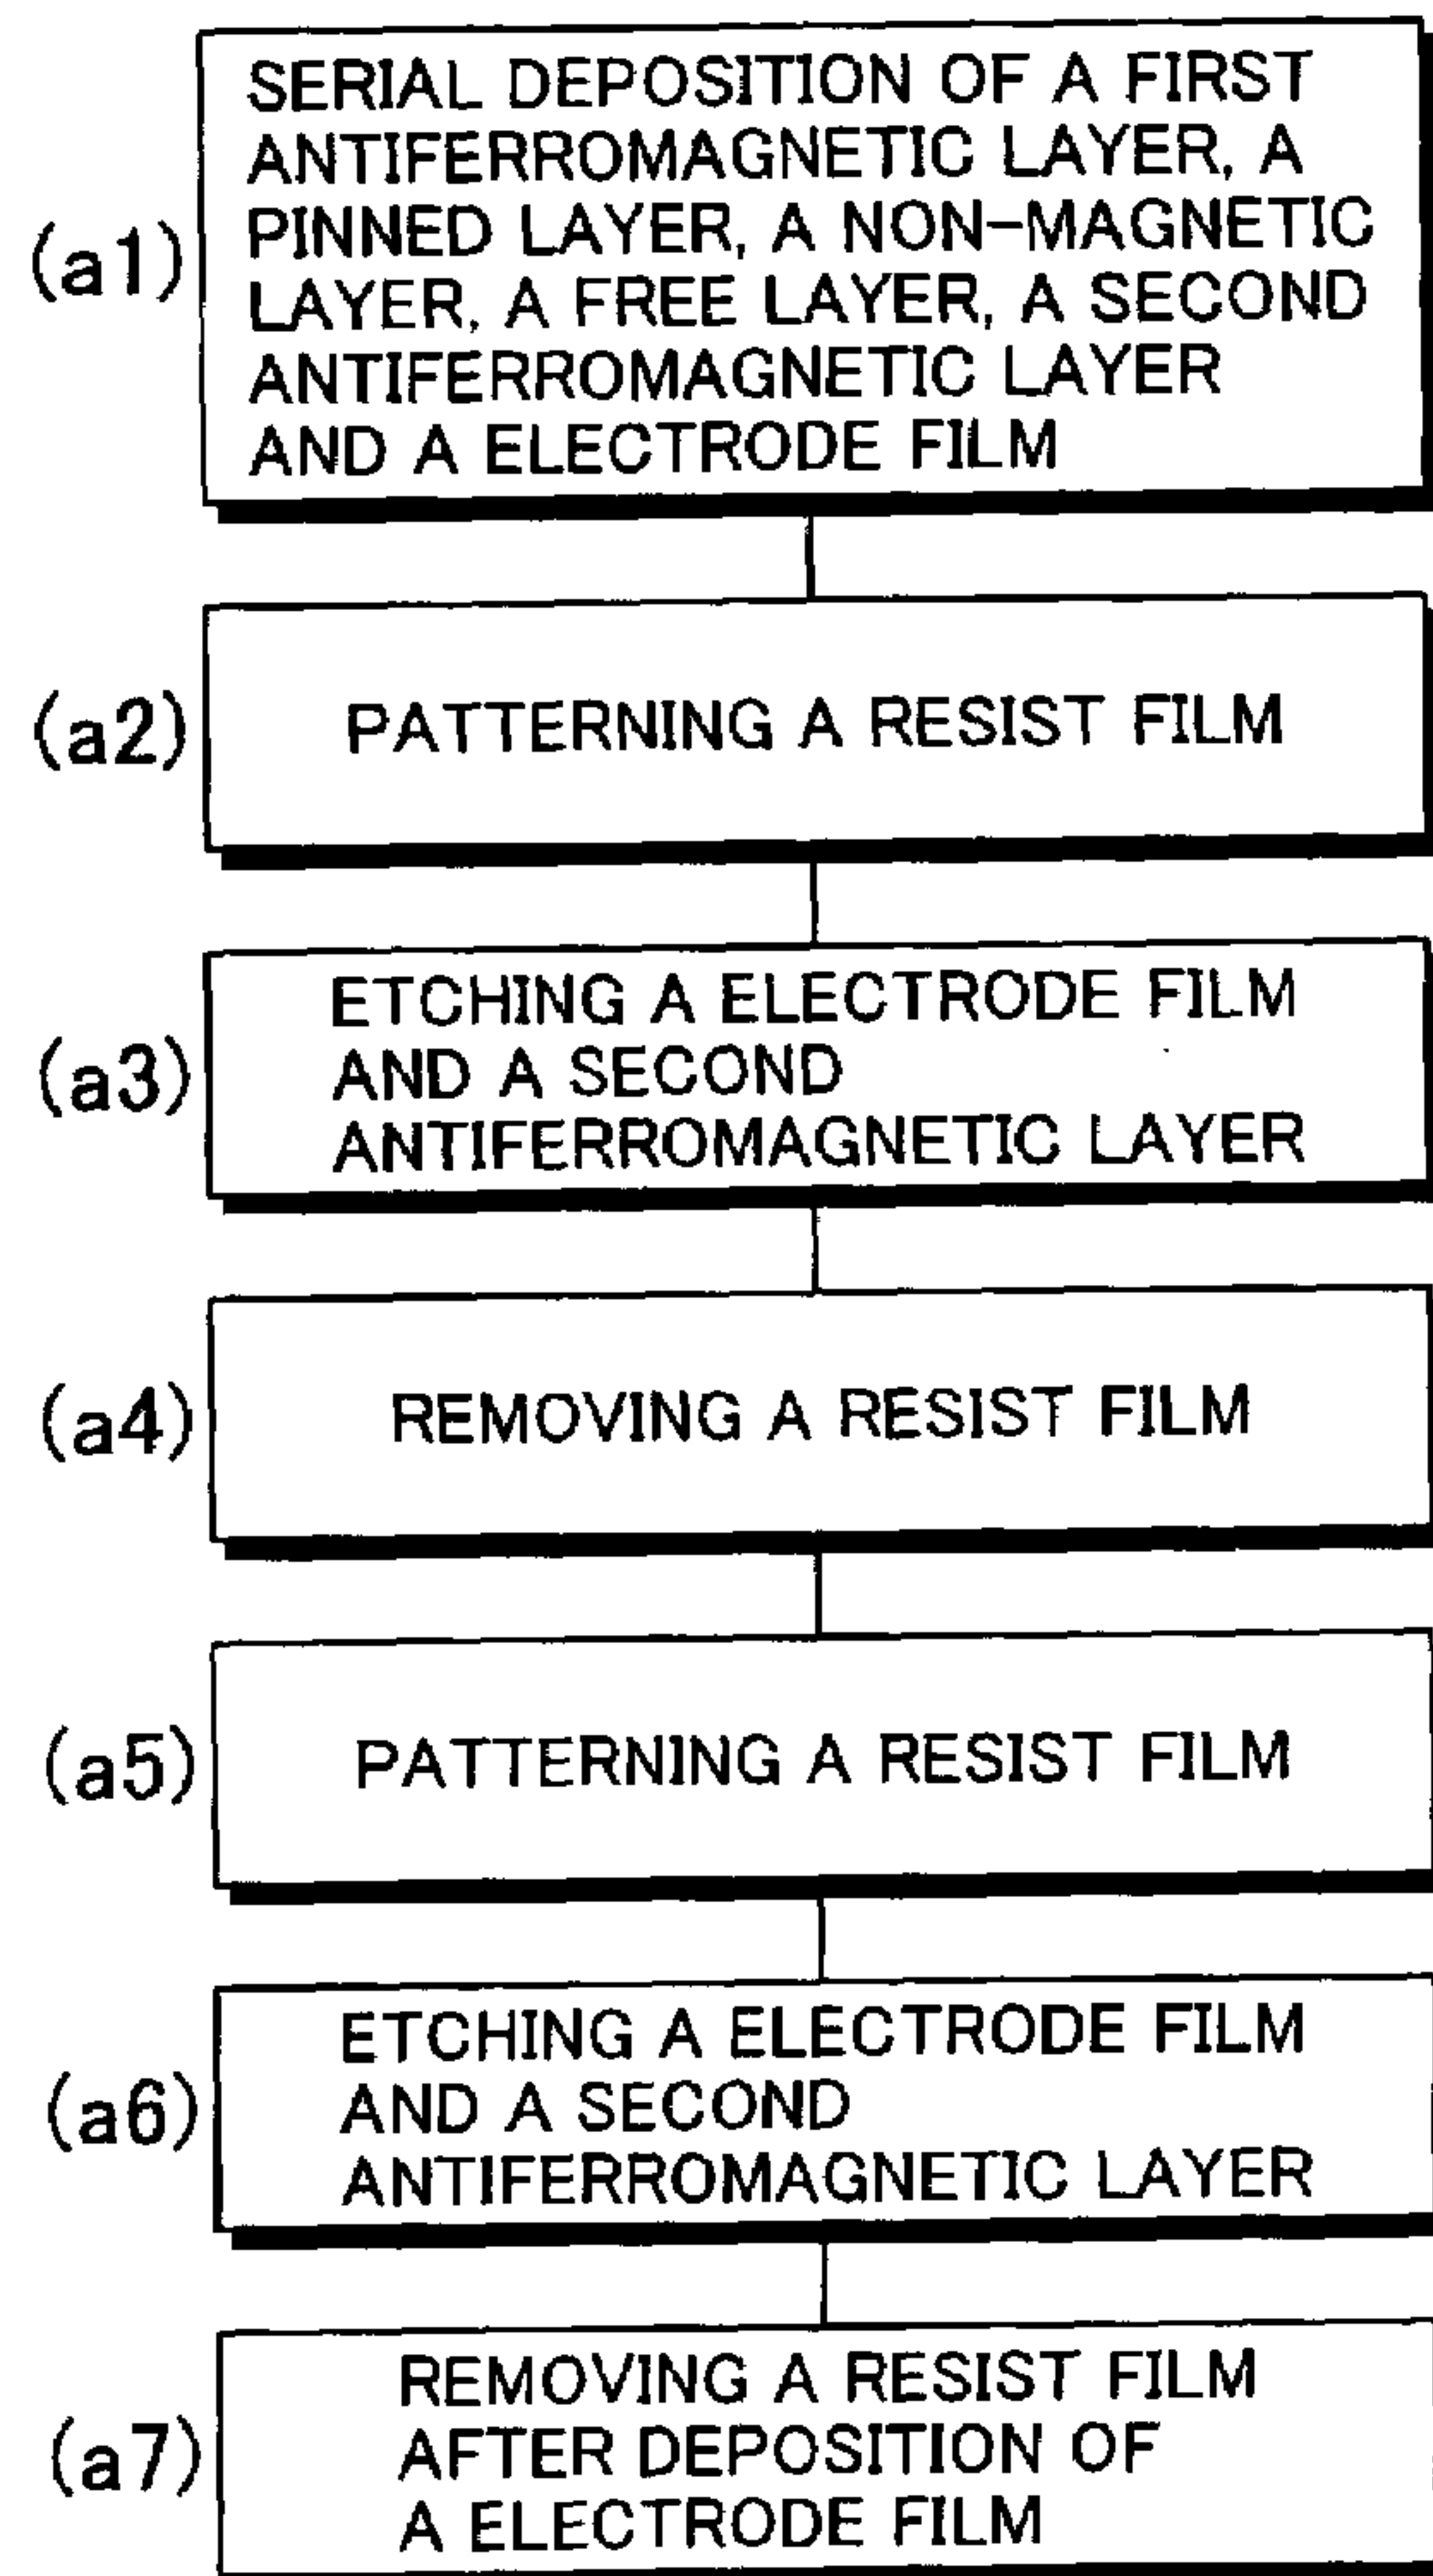 (a1)
SERIAL DEPOSITION OF A FIRST
ANTIFERROMAGNETIC LAYER, A
PINNED LAYER, A NON-MAGNETIC
LAYER, A FREE LAYER, A SECOND
ANTIFERROMAGNETIC LAYER
AND A ELECTRODE FILM
(a2)
PATTERNING A RESIST FILM
(a3)
ETCHING A ELECTRODE FILM
AND A SECOND
ANTIFERROMAGNETIC LAYER
(a4)
REMOVING A RESIST FILM
(a5)
PATTERNING A RESIST FILM
(a6)
ETCHING A ELECTRODE FILM
AND A SECOND
ANTIFERROMAGNETIC LAYER
(a7)
REMOVING A RESIST FILM
AFTER DEPOSITION OF
A ELECTRODE FILM